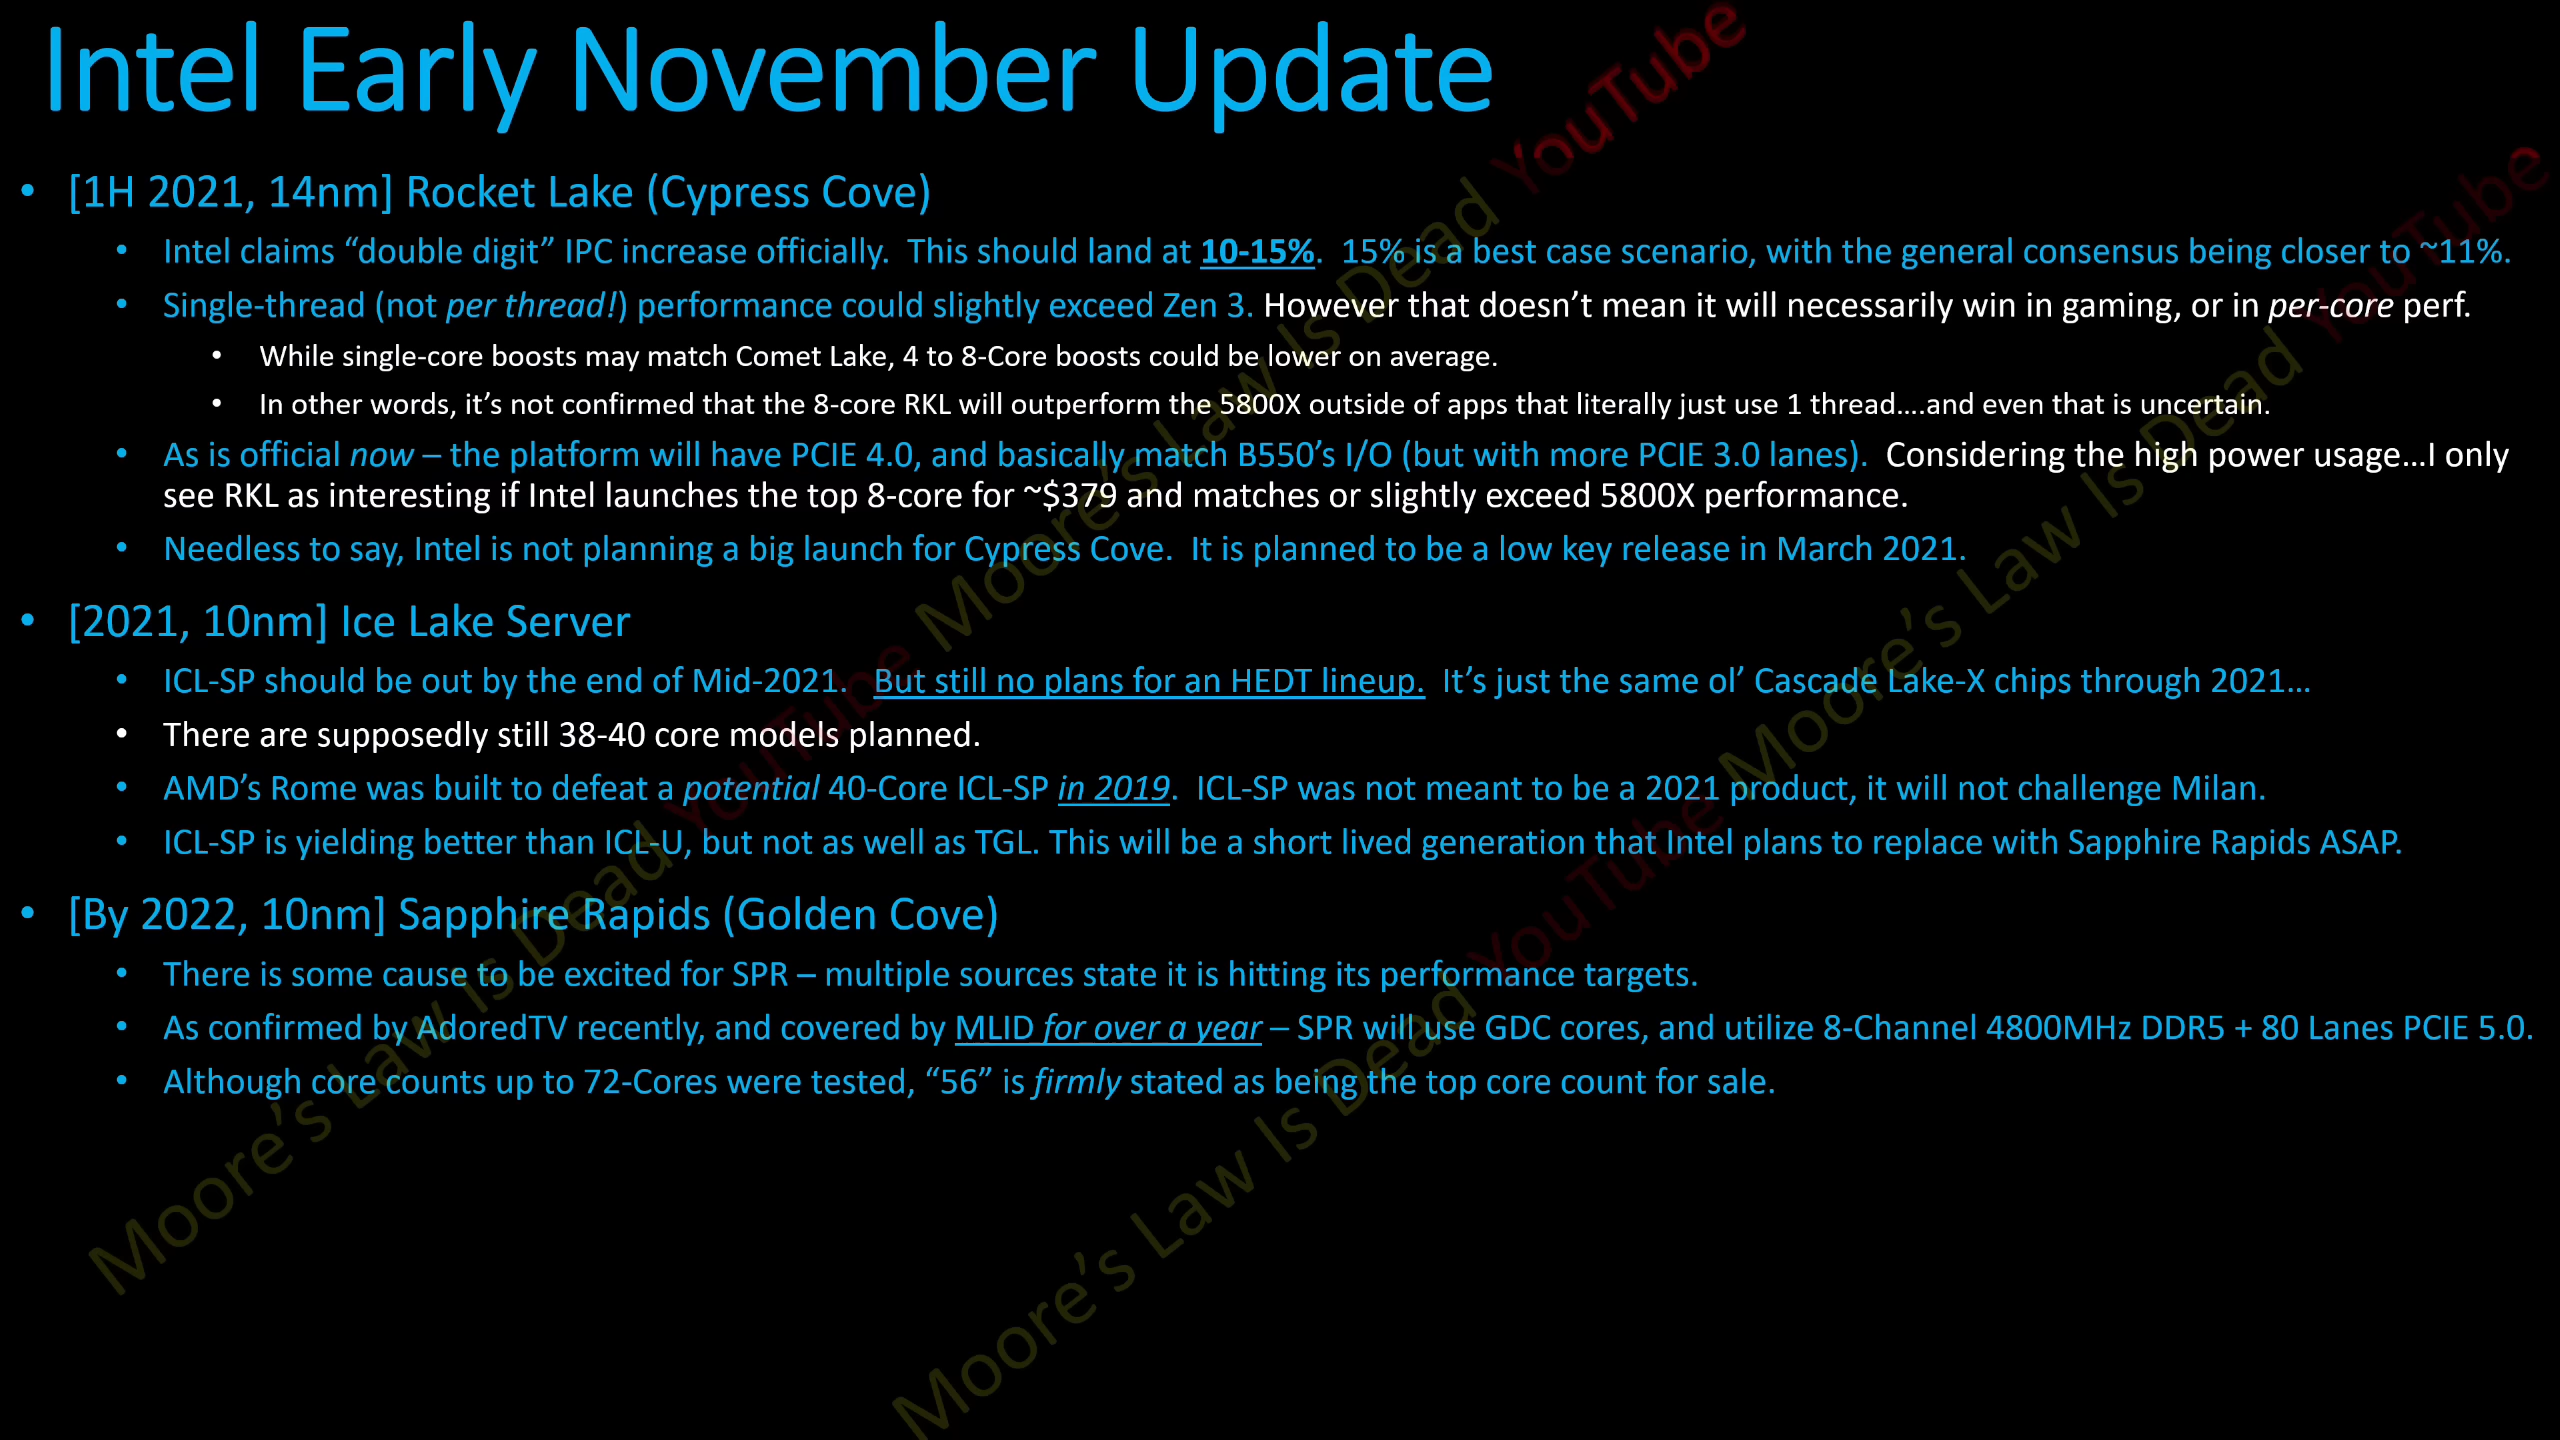 Intel Early November Update
• [1H 2021, 14nm] Rocket Lake (Cypress Cove)
• Intel claims “double digit” IPC increase officially.  This should land at 10-15%.  15% is a best case scenario, with the general consensus being closer to ~11%.
• Single-thread (not per thread!) performance could slightly exceed Zen 3. However that doesn’t mean it will necessarily win in gaming, or in per-core perf.
• While single-core boosts may match Comet Lake, 4 to 8-Core boosts could be lower on average.
• In other words, it’s not confirmed that the 8-core RKL will outperform the 5800X outside of apps that literally just use 1 thread....and even that is uncertain.
• As is official now – the platform will have PCIE 4.0, and basically match B550’s I/O (but with more PCIE 3.0 lanes).  Considering the high power usage...I only
see RKL as interesting if Intel launches the top 8-core for ~$379 and matches or slightly exceed 5800X performance.
• Needless to say, Intel is not planning a big launch for Cypress Cove.  It is planned to be a low key release in March 2021.
• [2021, 10nm] Ice Lake Server
• ICL-SP should be out by the end of Mid-2021.  But still no plans for an HEDT lineup.  It’s just the same ol’ Cascade Lake-X chips through 2021...
• There are supposedly still 38-40 core models planned.
• AMD’s Rome was built to defeat a potential 40-Core ICL-SP in 2019.  ICL-SP was not meant to be a 2021 product, it will not challenge Milan.
• ICL-SP is yielding better than ICL-U, but not as well as TGL. This will be a short lived generation that Intel plans to replace with Sapphire Rapids ASAP.
• [By 2022, 10nm] Sapphire Rapids (Golden Cove)
• There is some cause to be excited for SPR – multiple sources state it is hitting its performance targets.
• As confirmed by AdoredTV recently, and covered by MLID for over a year – SPR will use GDC cores, and utilize 8-Channel 4800MHz DDR5 + 80 Lanes PCIE 5.0.
• Although core counts up to 72-Cores were tested, “56” is firmly stated as being the top core count for sale.
Moore’s Law Is Dead YouTube Moore’s Law Is Dead YouTube
Moore’s Law Is Dead YouTube Moore’s Law Is Dead YouTube